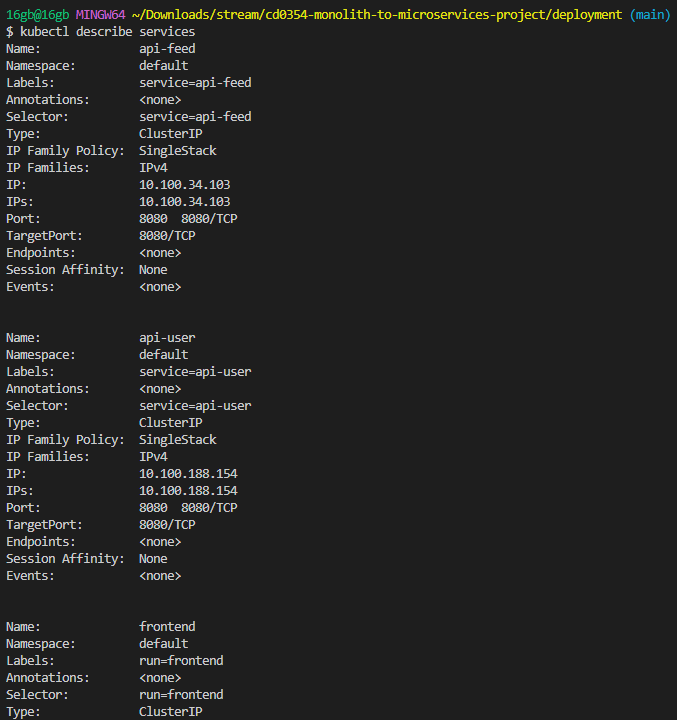 16gb@16gb MINGW64 ~/Downloads/stream/cd0354-monolith-to-microservices-project/deployment (main)
$ kubectl describe services
Name: api-feed
Namespace: default
Labels: service=api-feed
Annotations: <none>
Selector: service=api-feed
Type: ClusterIP
IP Family Policy: SingleStack
IP Families: IPv4
IP: 10.100.34.103
IPs: 10.100.34.103
Port: 8080 8080/TCP
TargetPort: 8080/TCP
Endpoints: <none>
Session Affinity: None
Events: <none>
Name: api-user
Namespace: default
Labels: service=api-user
Annotations: <none>
Selector: service=api-user
Type: ClusterIP
IP Family Policy: SingleStack
IP Families: IPv4
IP: 10.100.188.154
IPs: 10.100.188.154
Port: 8080 8080/TCP
TargetPort: 8080/TCP
Endpoints: <none>
Session Affinity: None
Events: <none>
Name: frontend
Namespace: default
Labels: run=frontend
Annotations: <none>
Selector: run=frontend
Type: ClusterIP